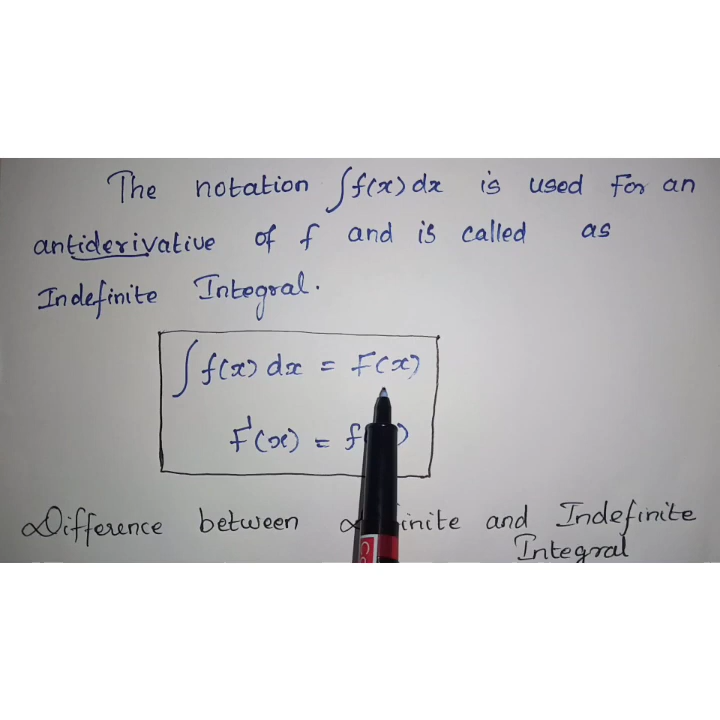 The notation ∫f(x) dx is used for an
antiderivative of f and is called as
Indefinite Integral.
∫ f(x) dx = F(x)
F'(x) = f( )
Difference between and Indefinite
Integral